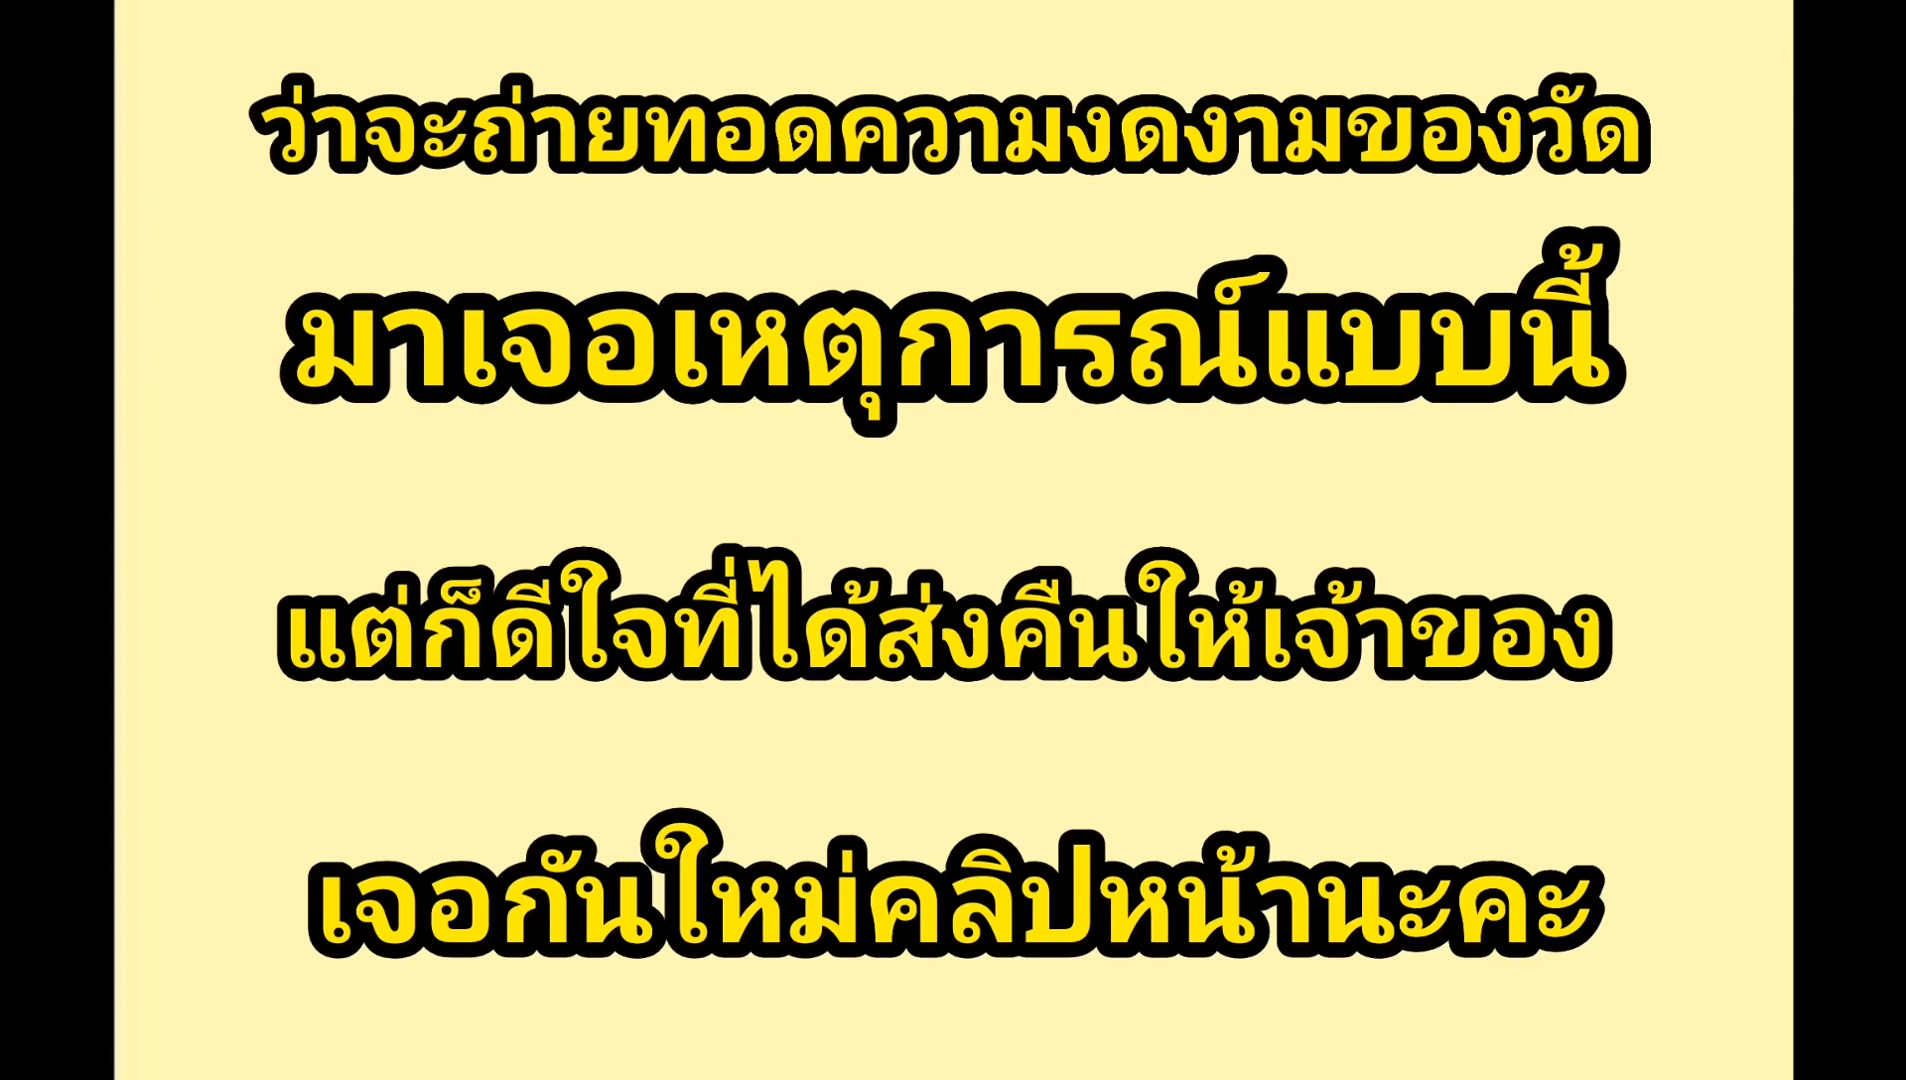 ว่าจะถ่ายทอดความงดงามของวัด
มาเจอเหตุการณ์แบบนี้
แต่ก็ดีใจที่ได้ส่งคืนให้เจ้าของ
เจอกันใหม่คลิปหน้านะคะ